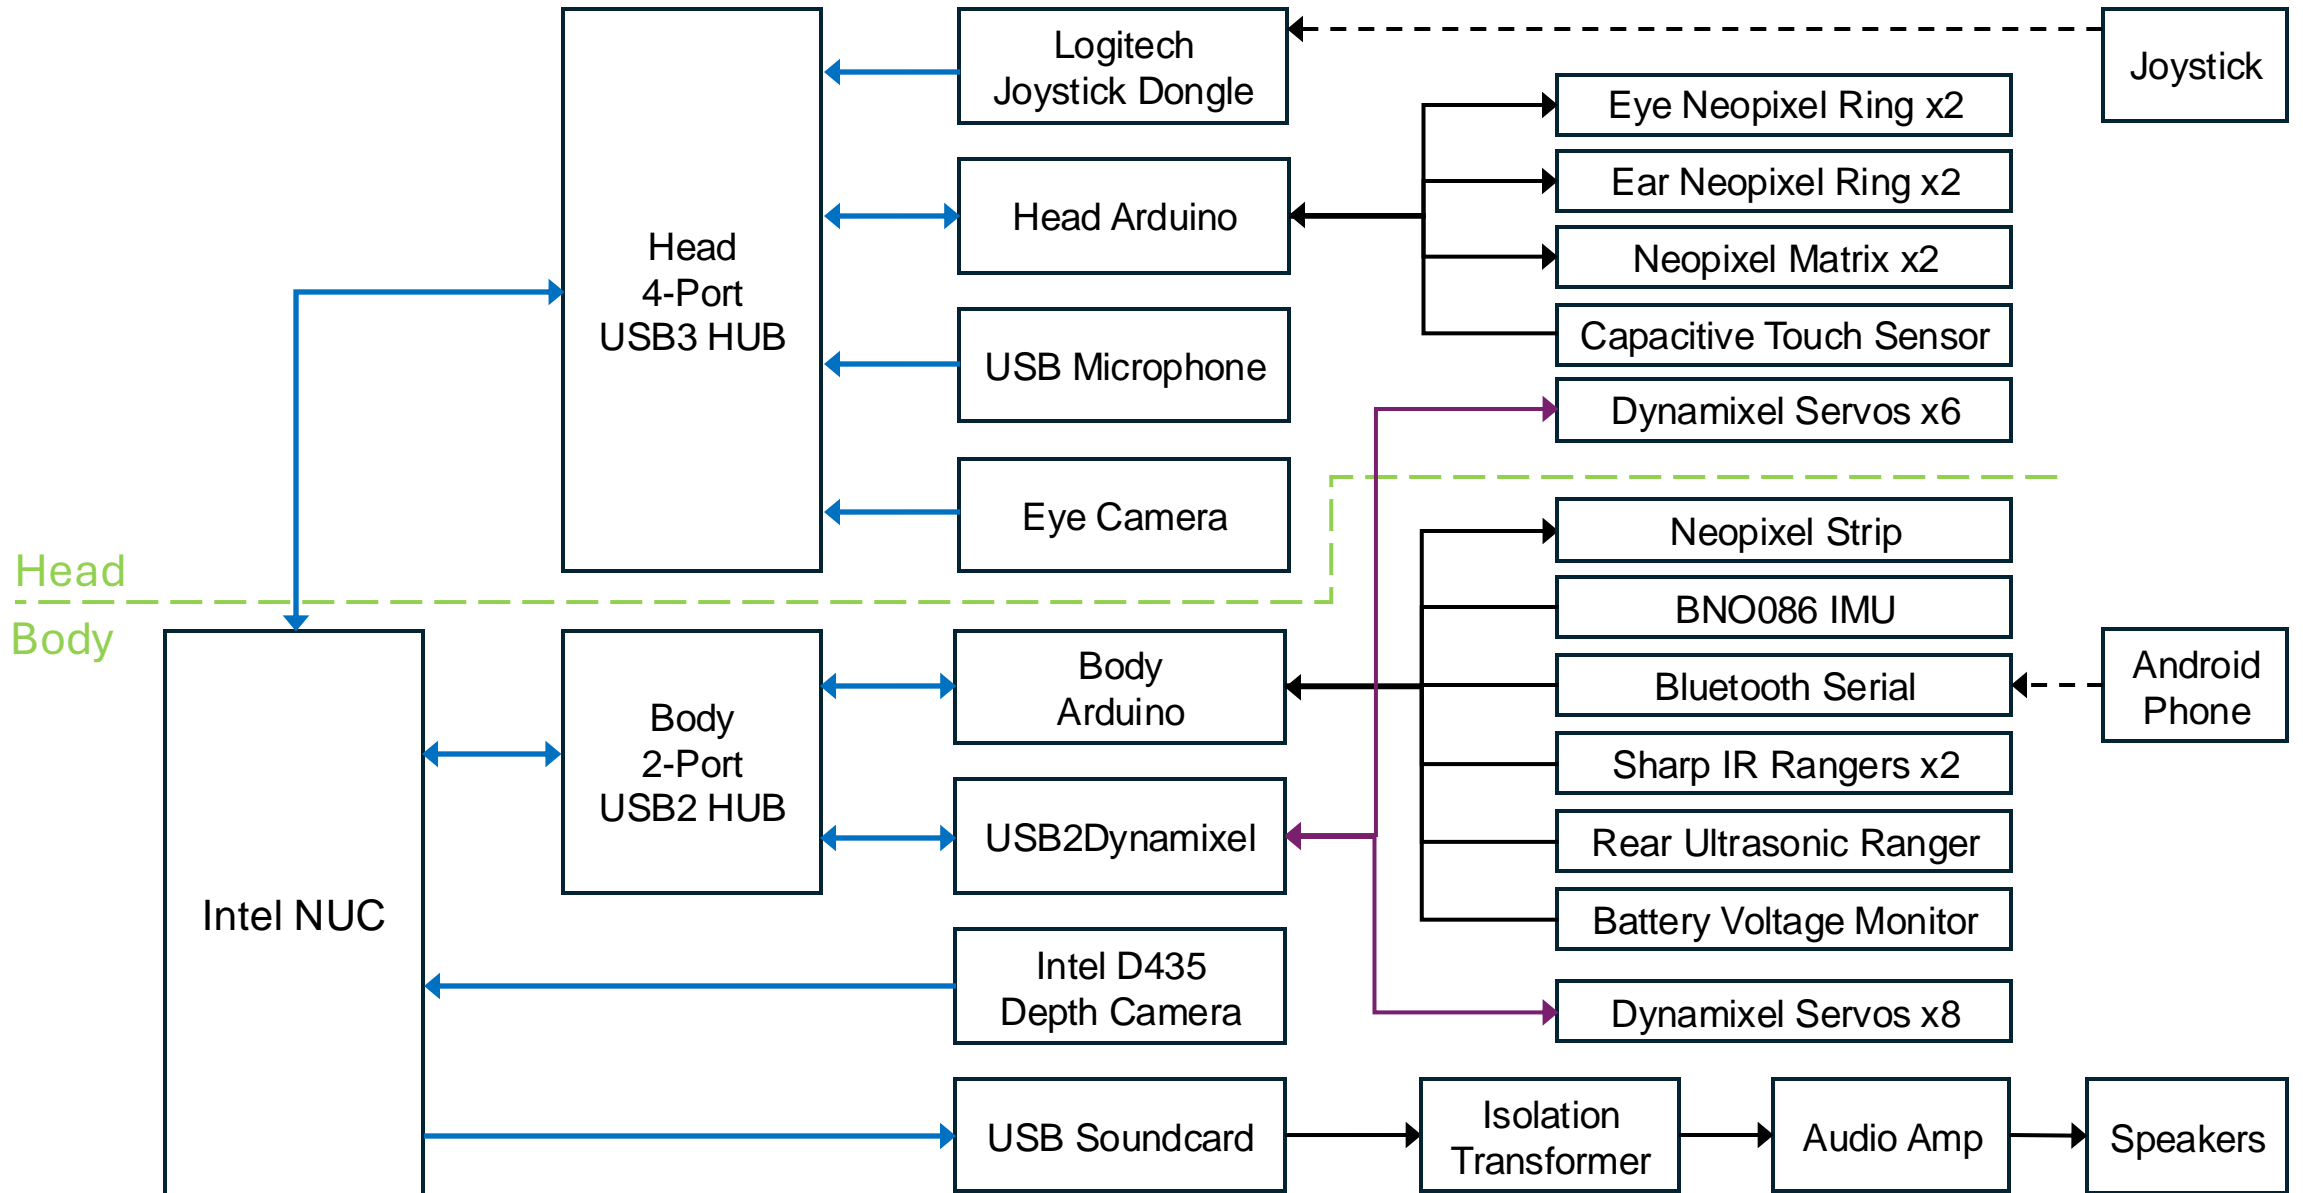 Logitech
Joystick Dongle
Joystick
Eye Neopixel Ring x2
Ear Neopixel Ring x2
Head Arduino
Neopixel Matrix x2
Head
4-Port
USB3 HUB
Capacitive Touch Sensor
USB Microphone
Dynamixel Servos x6
Eye Camera
Neopixel Strip
Head
Body
BNO086 IMU
Body
Arduino
Bluetooth Serial
Android
Phone
Body
2-Port
USB2 HUB
Sharp IR Rangers x2
USB2Dynamixel
Rear Ultrasonic Ranger
Intel NUC
Battery Voltage Monitor
Intel D435
Depth Camera
Dynamixel Servos x8
USB Soundcard
Isolation
Transformer
Audio Amp
Speakers